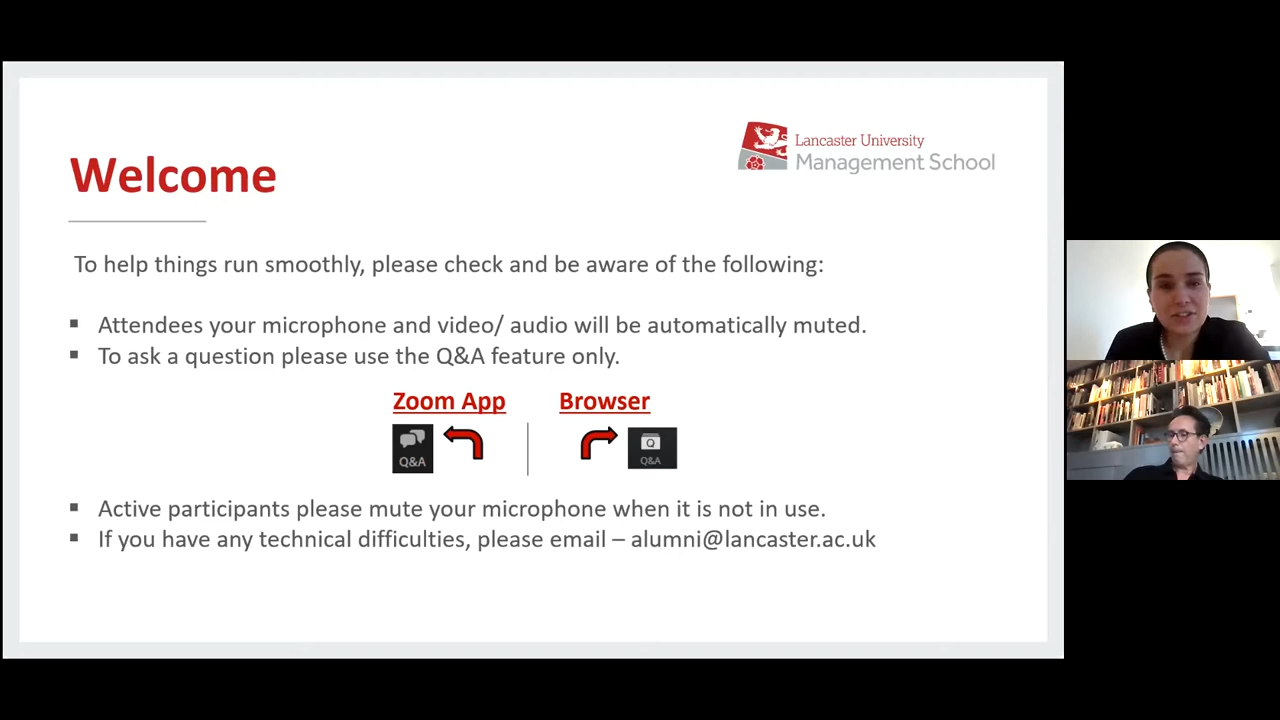 Lancaster University
Management School
Welcome
To help things run smoothly, please check and be aware of the following:
▪ Attendees your microphone and video/ audio will be automatically muted.
▪ To ask a question please use the Q&A feature only.
Zoom App
Browser
Q&A
Q
Q&A
▪ Active participants please mute your microphone when it is not in use.
▪ If you have any technical difficulties, please email – alumni@lancaster.ac.uk